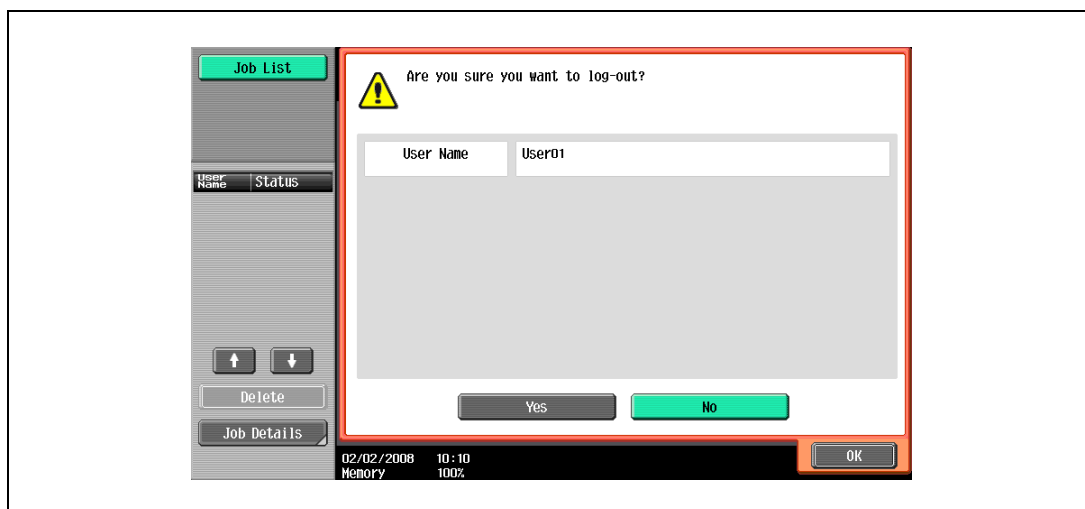 Job List
Are you sure you want to log-out?
User Name User01
User Name Status
Delete
Job Details
Yes No
OK
02/02/2008 10:10
Memory 100%